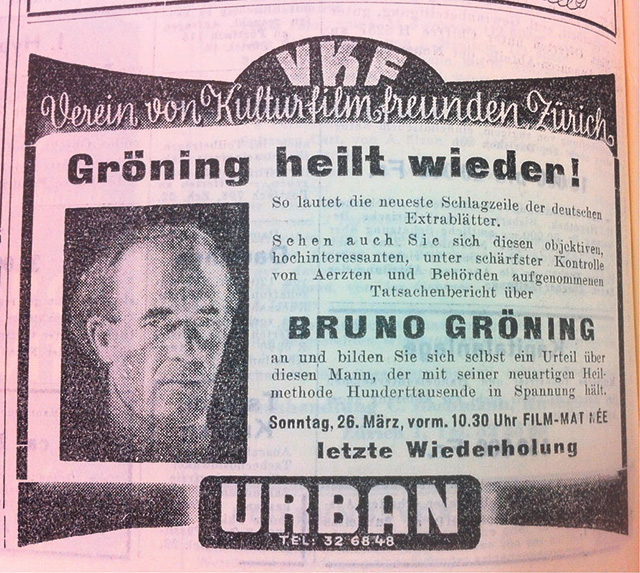 VKF
Verein von Kulturfilmfreunden Zürich
Gröning heilt wieder!
So lautet die neueste Schlagzeile der deutschen
Extrablätter.
Sehen auch Sie sich diesen objektiven,
hochinteressanten, unter schärfster Kontrolle
von Aerzten und Behörden aufgenommenen
Tatsachenbericht über
BRUNO GRÖNING
an und bilden Sie sich selbst ein Urteil über
diesen Mann, der mit seiner neuartigen Heil-
methode Hunderttausende in Spannung hält.
Sonntag, 26. März, vorm. 10.30 Uhr FILM-MATINÉE
letzte Wiederholung
URBAN
TEL: 32 68 48